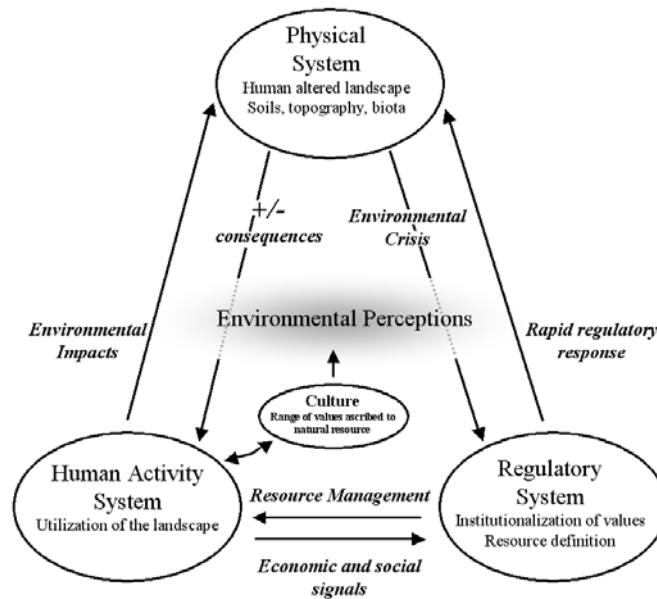 Physical
System
Human altered landscape
Soils, topography, biota
+/-
consequences
Environmental
Crisis
Environmental Perceptions
Environmental
Impacts
Rapid regulatory
response
Culture
Range of values ascribed to
natural resource
Human Activity
System
Utilization of the landscape
Resource Management
Economic and social
signals
Regulatory
System
Institutionalization of values
Resource definition